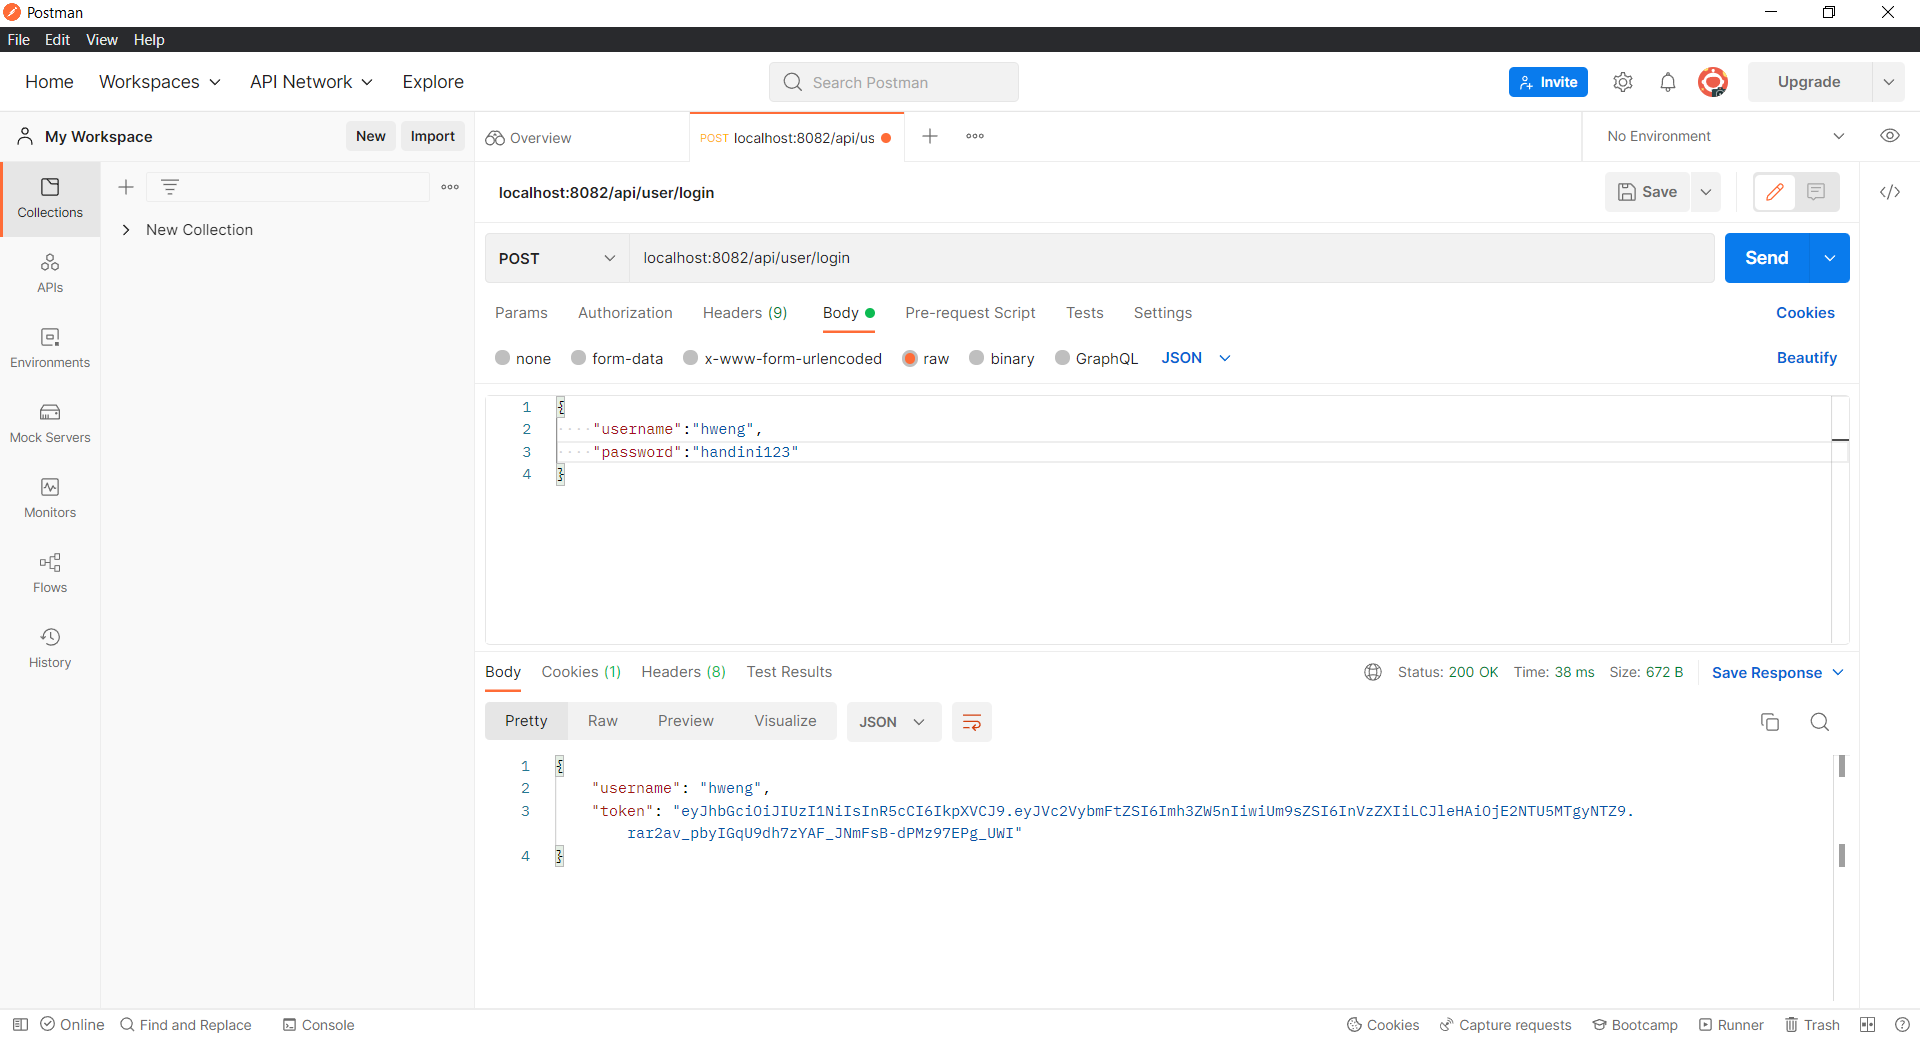 Postman
File Edit View Help
Home Workspaces API Network Explore
Search Postman
Invite
Upgrade
My Workspace
New Import
Overview
POST localhost:8082/api/us
No Environment
Collections
New Collection
APIs
Environments
Mock Servers
Monitors
Flows
History
localhost:8082/api/user/login
Save
POST localhost:8082/api/user/login
Send
Params Authorization Headers (9) Body Pre-request Script Tests Settings Cookies
none form-data x-www-form-urlencoded raw binary GraphQL JSON Beautify
1 {
2 "username":"hweng",
3 "password":"handini123"
4 }
Body Cookies (1) Headers (8) Test Results
Status: 200 OK Time: 38 ms Size: 672 B Save Response
Pretty Raw Preview Visualize JSON
1 {
2 "username": "hweng",
3 "token": "eyJhbGciOiJIUzI1NiIsInR5cCI6IkpXVCJ9.eyJVc2VybmFtZSI6Imh3ZW5nIiwiUm9sZSI6InVzZXIiLCJleHAiOjE2NTU5MTgyNTZ9.
rar2av_pbyIGqU9dh7zYAF_JNmFsB-dPMz97EPg_UWI"
4 }
Online Find and Replace Console
Cookies Capture requests Bootcamp Runner Trash